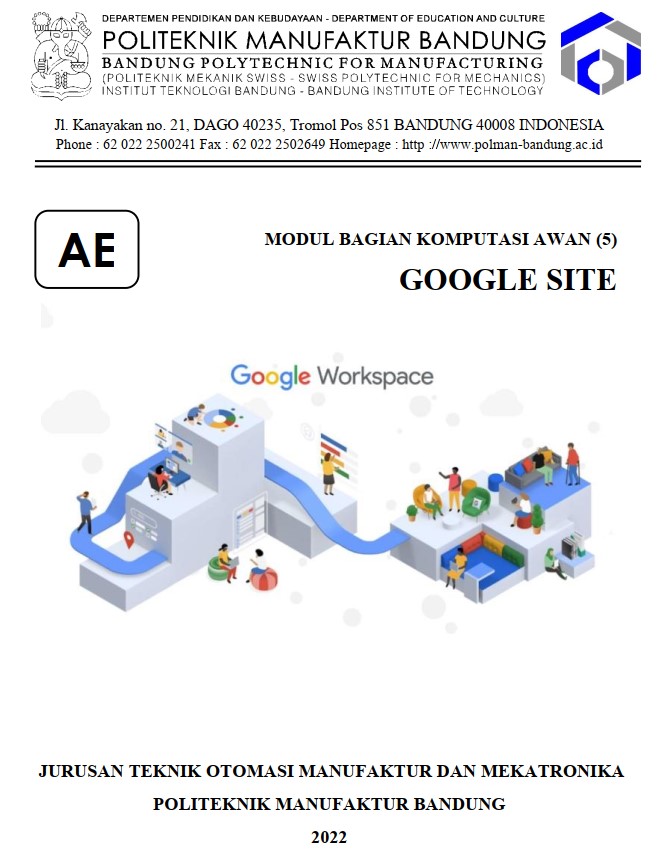 DEPARTEMEN PENDIDIKAN DAN KEBUDAYAAN - DEPARTMENT OF EDUCATION AND CULTURE
POLITEKNIK MANUFAKTUR BANDUNG
BANDUNG POLYTECHNIC FOR MANUFACTURING
(POLITEKNIK MEKANIK SWISS - SWISS POLYTECHNIC FOR MECHANICS)
INSTITUT TEKNOLOGI BANDUNG - BANDUNG INSTITUTE OF TECHNOLOGY
Jl. Kanayakan no. 21, DAGO 40235, Tromol Pos 851 BANDUNG 40008 INDONESIA
Phone : 62 022 2500241 Fax : 62 022 2502649 Homepage : http ://www.polman-bandung.ac.id
AE
MODUL BAGIAN KOMPUTASI AWAN (5)
GOOGLE SITE
Google Workspace
JURUSAN TEKNIK OTOMASI MANUFAKTUR DAN MEKATRONIKA
POLITEKNIK MANUFAKTUR BANDUNG
2022